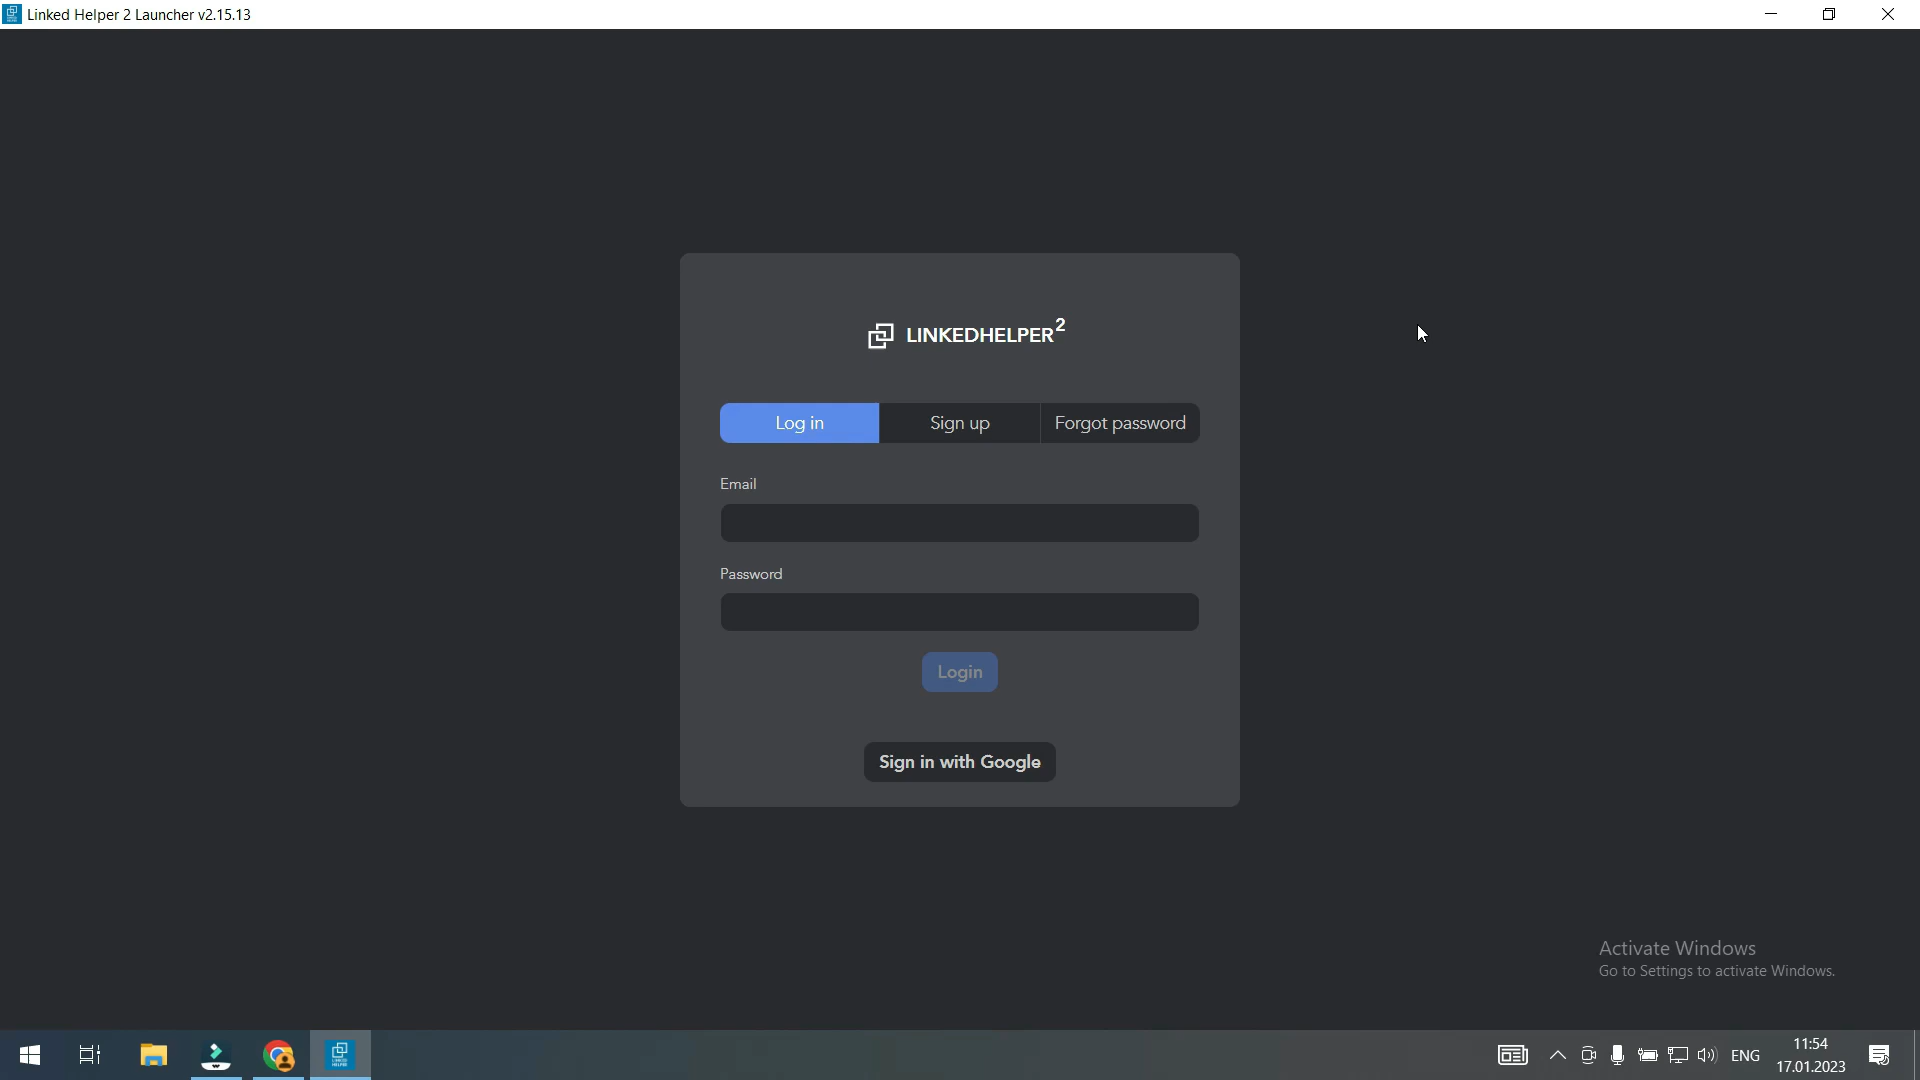 Linked Helper 2 Launcher v2.15.13
LINKEDHELPER2
Log in
Sign up
Forgot password
Email
Password
Login
Sign in with Google
Activate Windows
Go to Settings to activate Windows.
ENG
11:54
17.01.2023